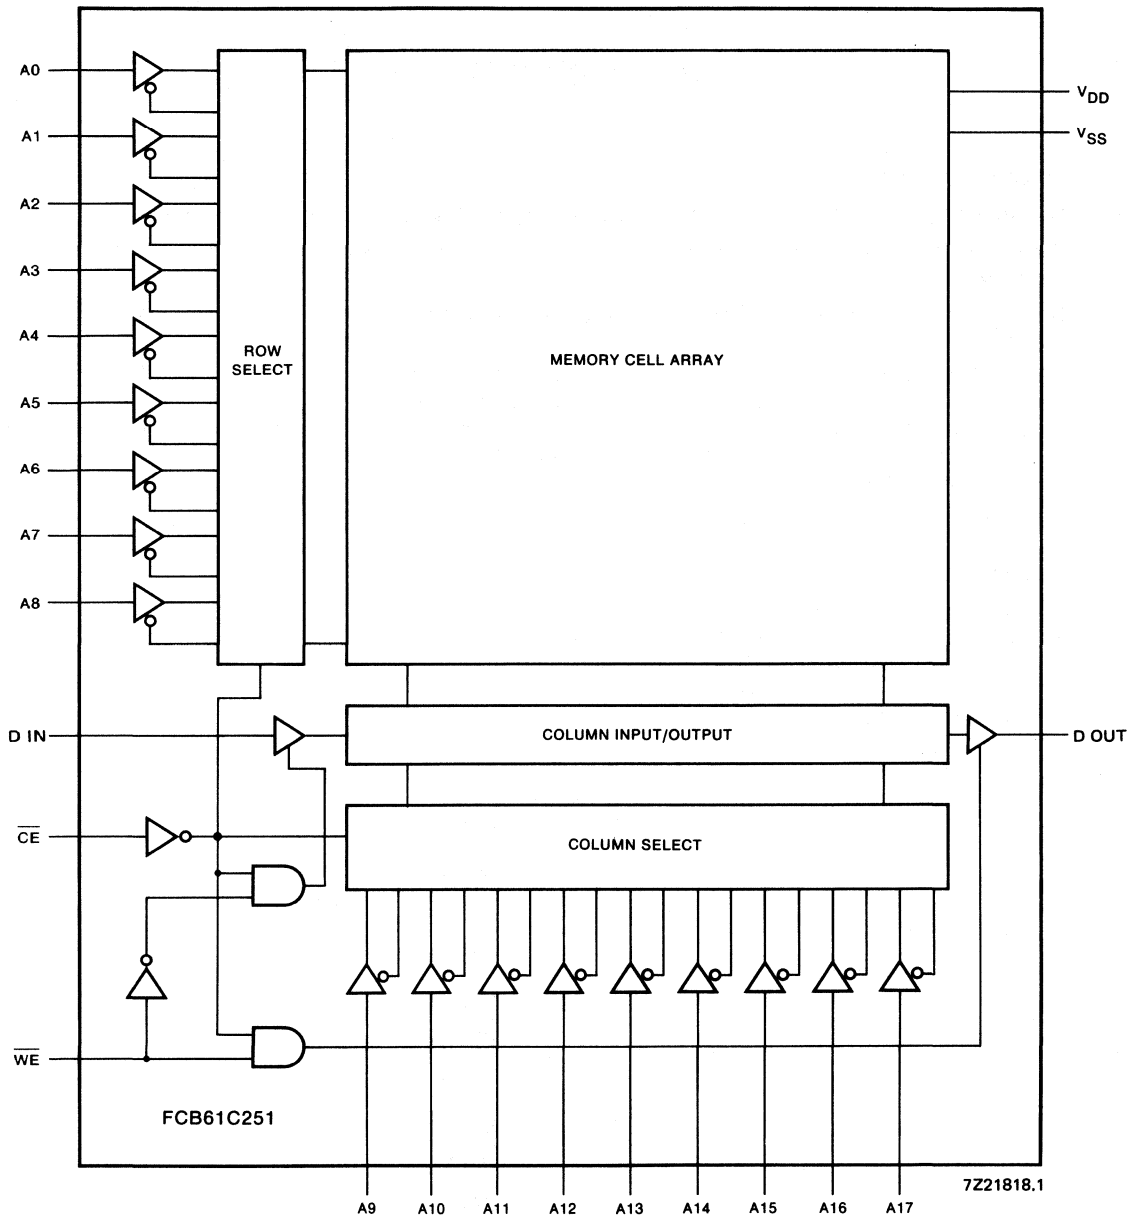 A0
A1
A2
A3
A4
A5
A6
A7
A8
ROW
SELECT
MEMORY CELL ARRAY
VDD
VSS
D IN
COLUMN INPUT/OUTPUT
D OUT
CE
COLUMN SELECT
WE
FCB61C251
7Z21818.1
A9 A10 A11 A12 A13 A14 A15 A16 A17